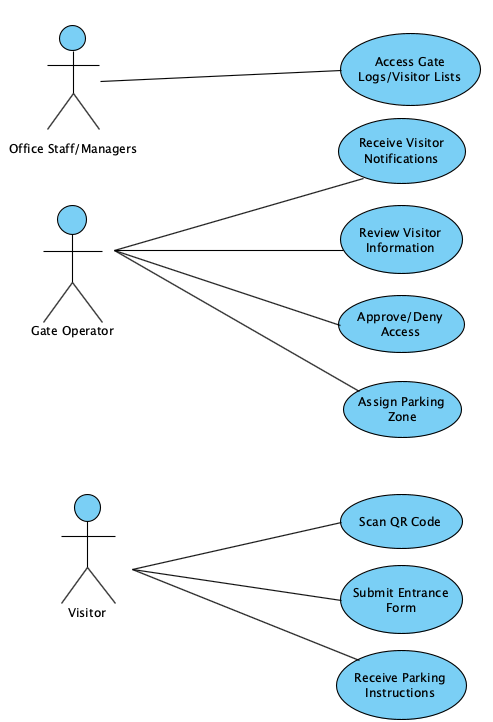 Access Gate
Logs/Visitor Lists
Office Staff/Managers
Receive Visitor
Notifications
Review Visitor
Information
Gate Operator
Approve/Deny
Access
Assign Parking
Zone
Scan QR Code
Submit Entrance
Form
Visitor
Receive Parking
Instructions